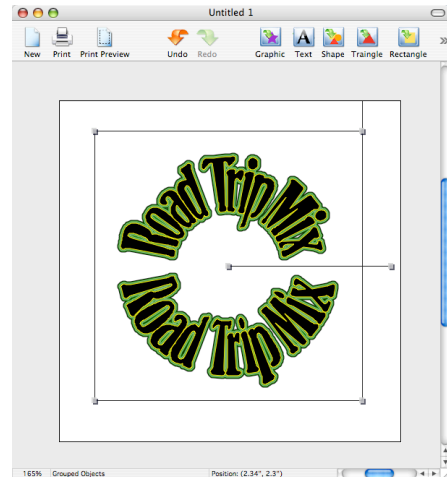 Untitled 1
New Print Print Preview Undo Redo Graphic Text Shape Traingle Rectangle
Road Trip Mix
Road Trip Mix
165% Grouped Objects Position: (2.34", 2.3")